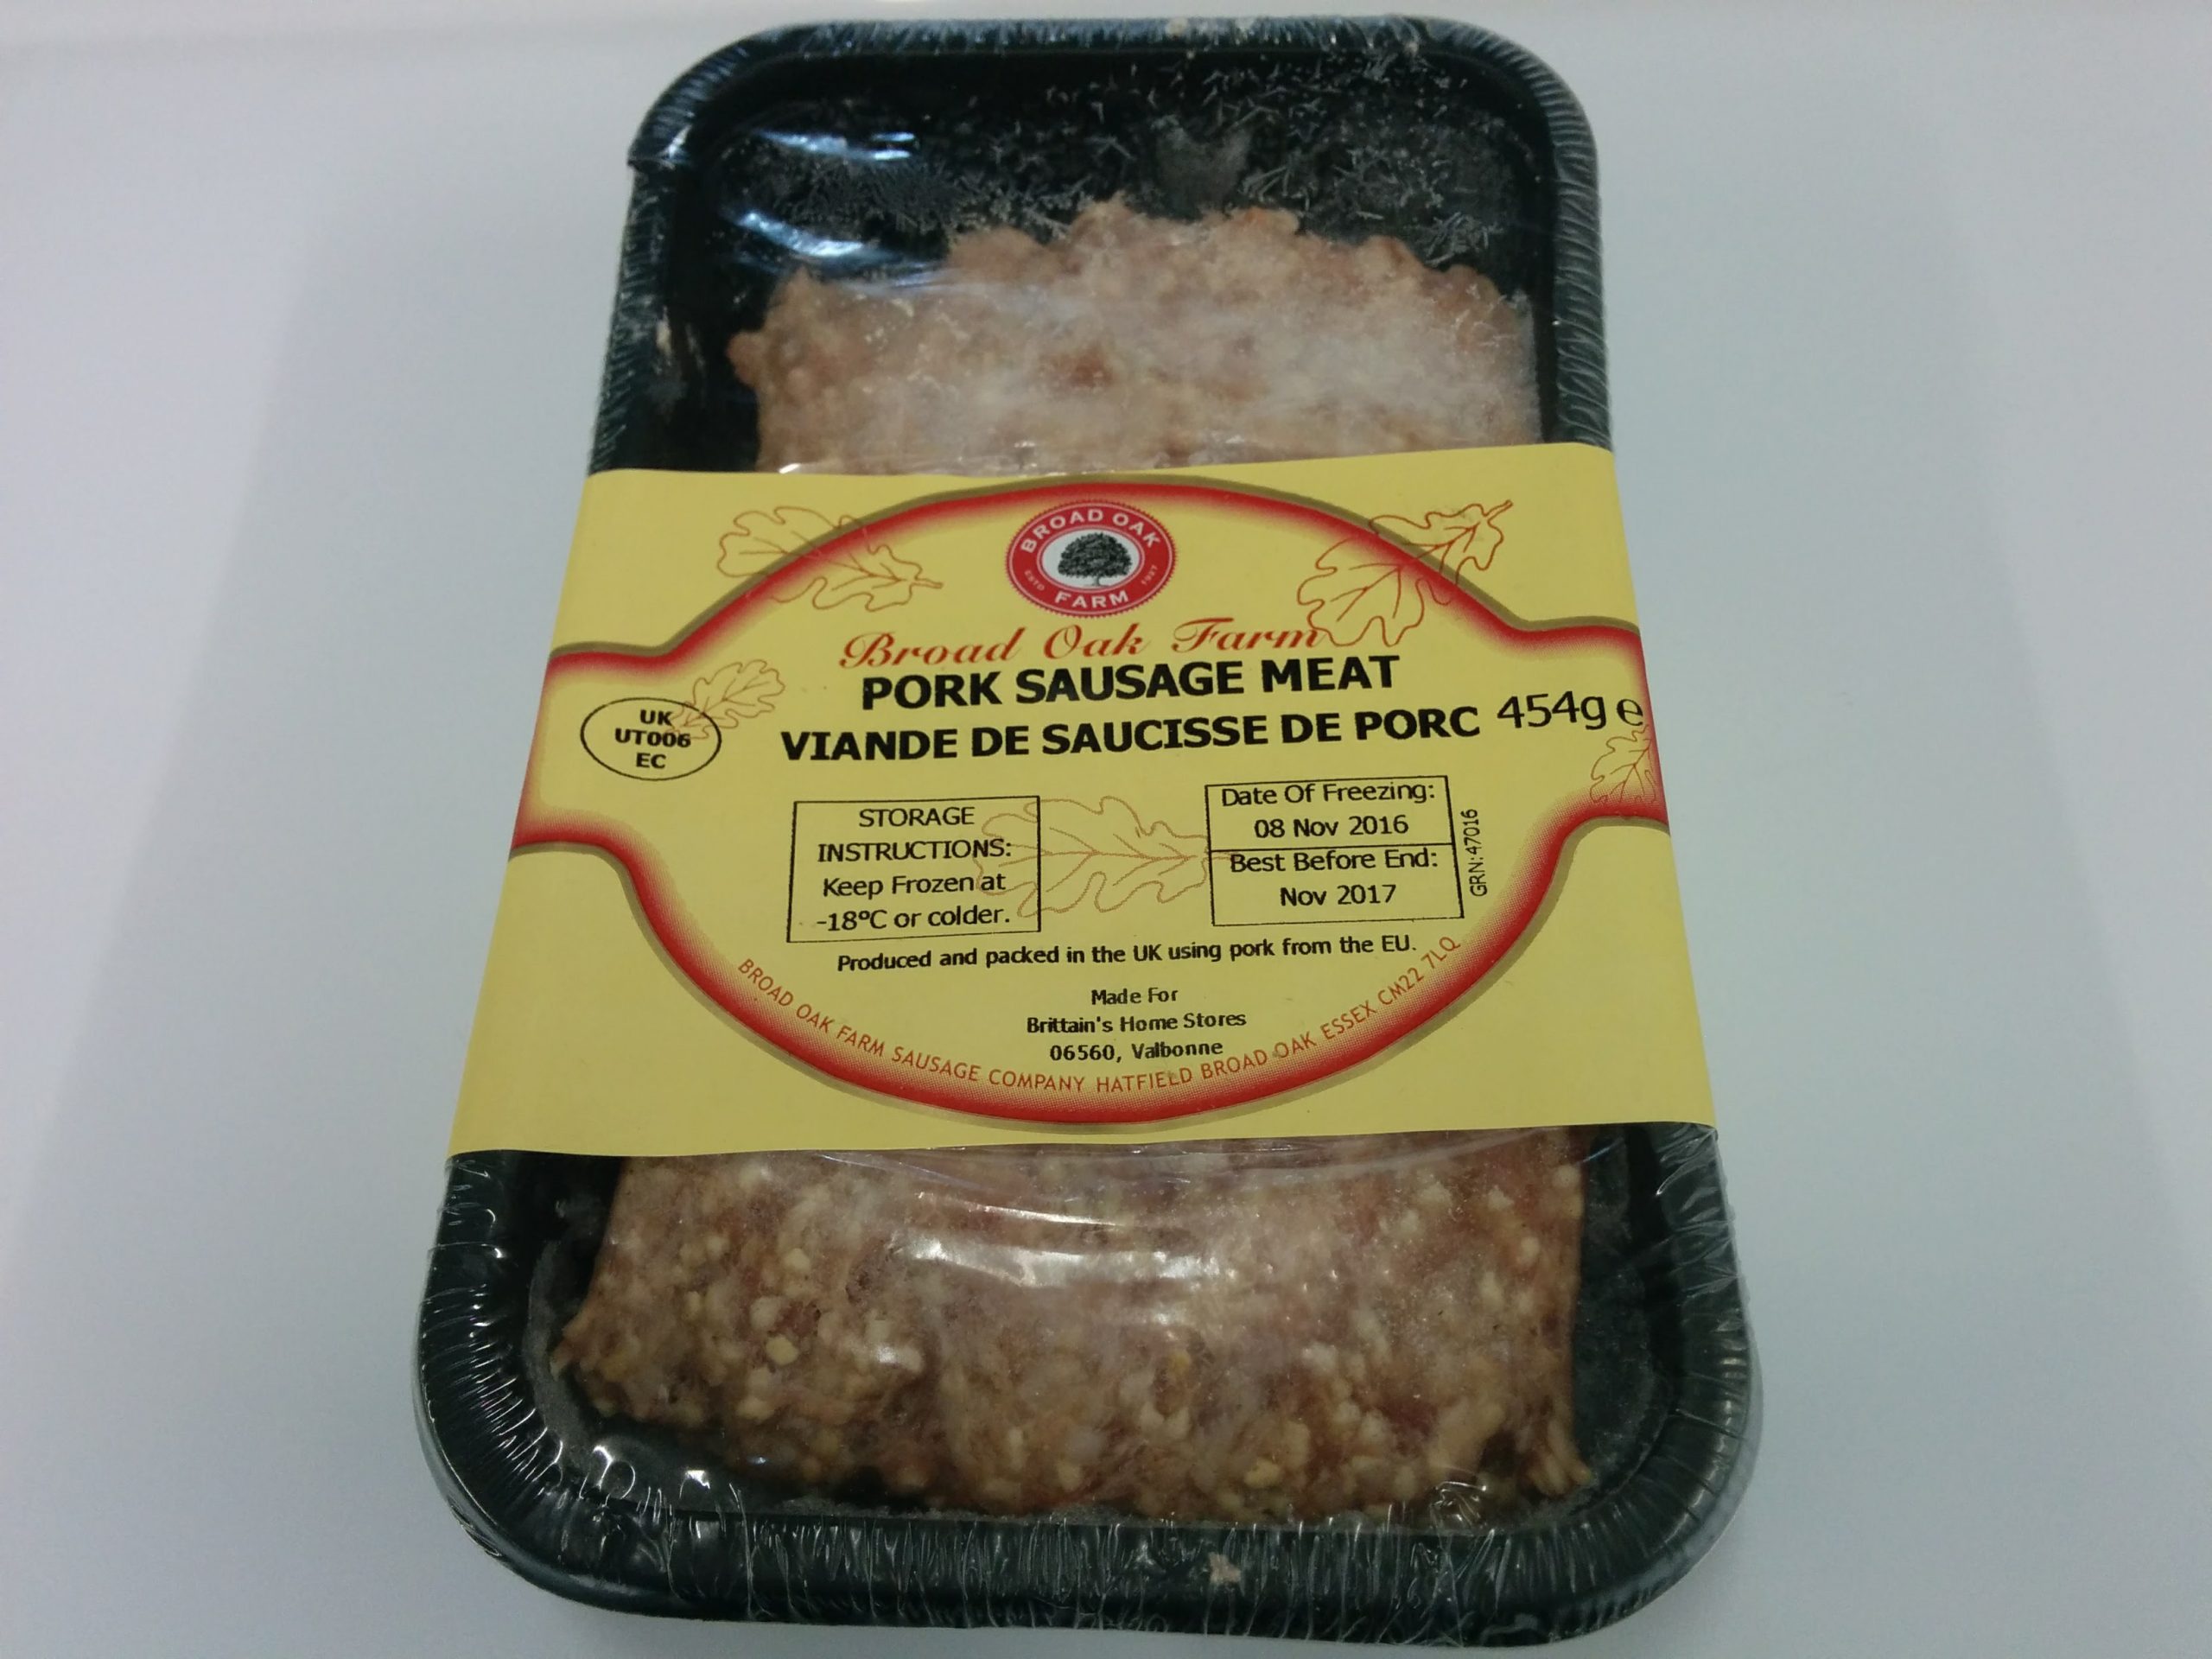 BROAD OAK
ESTD 1997
FARM
Broad Oak Farm
PORK SAUSAGE MEAT
VIANDE DE SAUCISSE DE PORC 454g e
UK
UT006
EC
STORAGE
INSTRUCTIONS:
Keep Frozen at
-18ºC or colder.
Date Of Freezing:
08 Nov 2016
Best Before End:
Nov 2017
GRN:47016
Produced and packed in the UK using pork from the EU.
Made For
Brittain's Home Stores
06560, Valbonne
BROAD OAK FARM SAUSAGE COMPANY HATFIELD BROAD OAK ESSEX CM22 7LQ